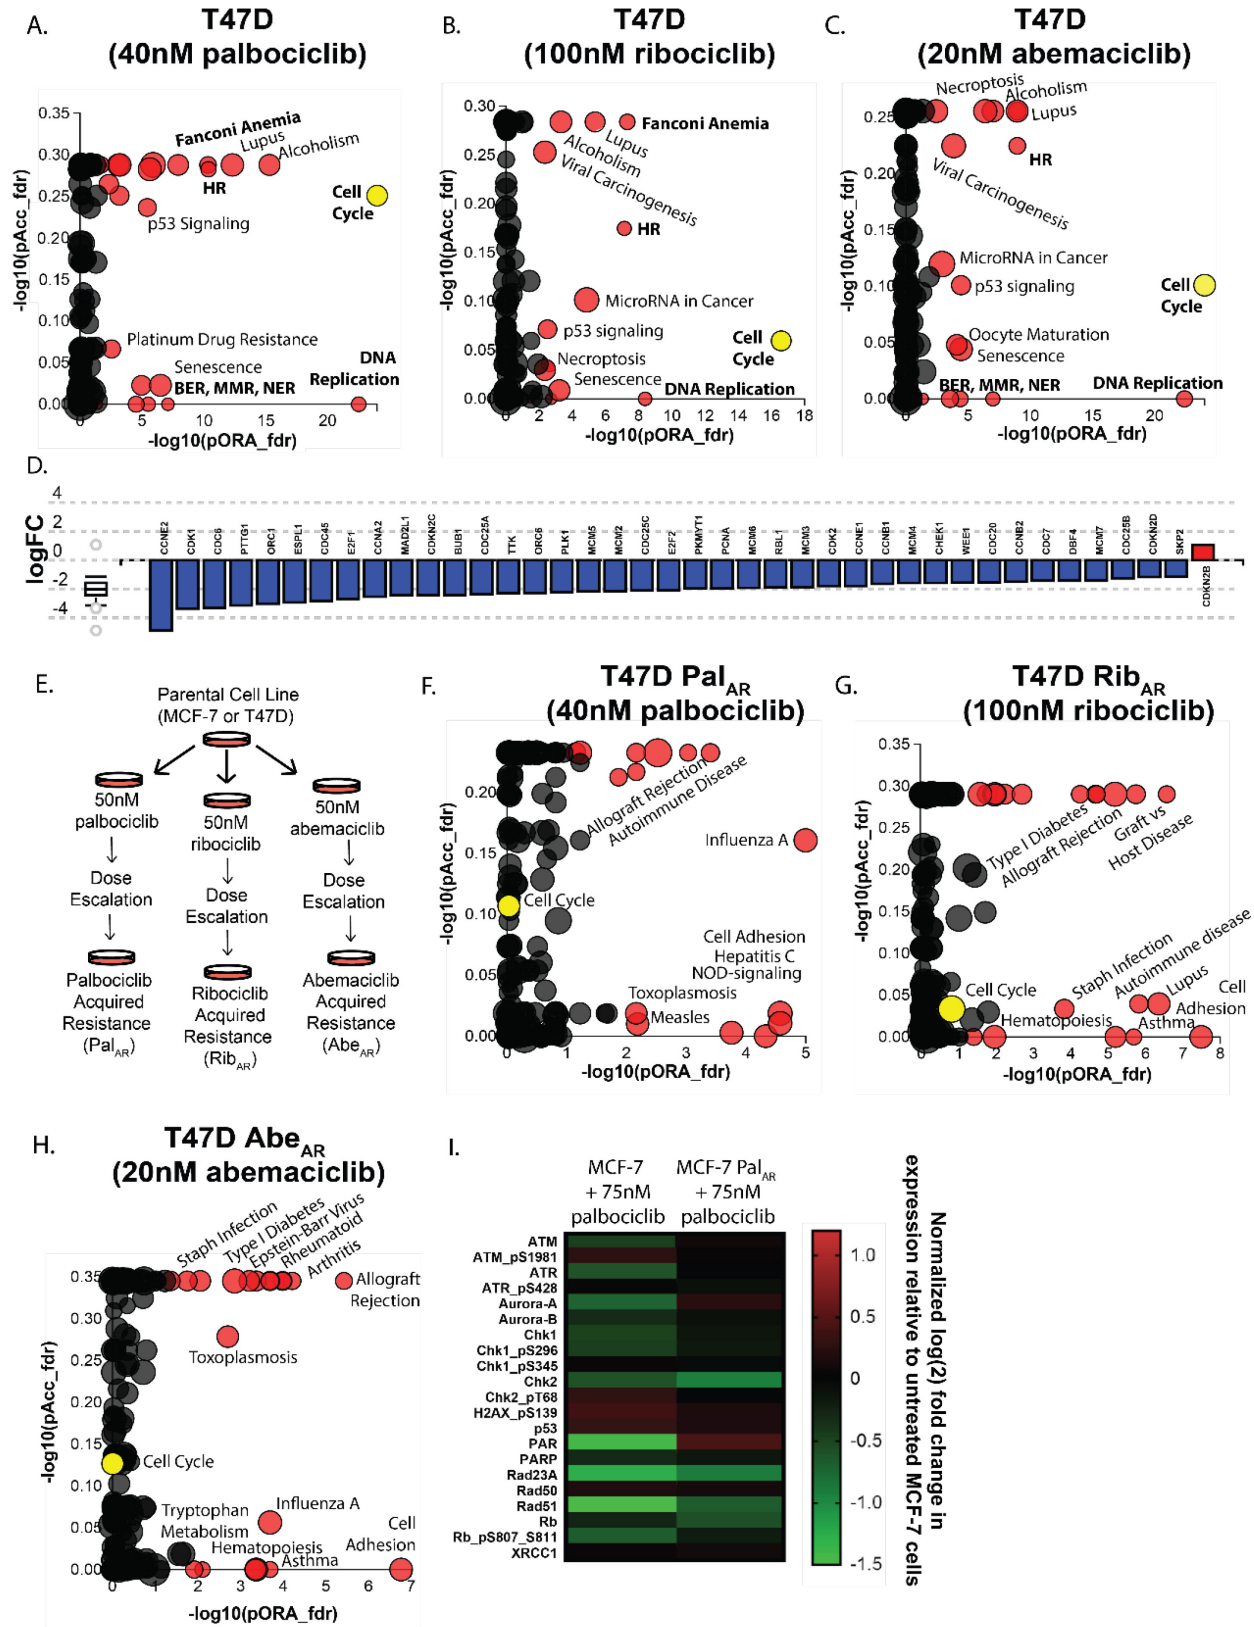 A.
T47D
(40nM palbociclib)
-log10(pAcc_fdr)
0.35
0.30
0.25
0.20
0.15
0.10
0.05
Fanconi Anemia
Lupus
Alcoholism
HR
Cell
Cycle
p53 Signaling
Platinum Drug Resistance
Senescence
BER, MMR, NER
DNA
Replication
0
5
10
15
20
-log10(pORA_fdr)
B.
T47D
(100nM ribociclib)
-log10(pAcc_fdr)
0.30
0.25
0.20
0.15
0.10
0.05
0.00
Fanconi Anemia
Lupus
Alcoholism
Viral Carcinogenesis
HR
MicroRNA in Cancer
p53 signaling
Cell
Cycle
Necroptosis
Senescence
DNA Replication
0 2 4 6 8 10 12 14 16 18
-log10(pORA_fdr)
C.
T47D
(20nM abemaciclib)
-log10(pAcc_fdr)
0.25
0.20
0.15
0.10
0.05
0.00
Necroptosis
Alcoholism
Lupus
HR
Viral Carcinogenesis
MicroRNA in Cancer
p53 signaling
Cell
Cycle
Oocyte Maturation
Senescence
BER, MMR, NER
DNA Replication
0 5 10 15 20
-log10(pORA_fdr)
D.
logFC
4
2
0
-2
-4
CCNE2
CDK1
CDC6
PTTG1
ORC1
ESPL1
CDC45
E2F1
CCNA2
MAD2L1
CDKN2C
BUB1
CDC25A
TTK
ORC6
PLK1
MCM5
MCM2
CDC25C
E2F2
PKMYT1
PCNA
MCM6
RBL1
MCM3
CDK2
CCNE1
CCNB1
MCM4
CHEK1
WEE1
CDC20
CCNB2
CDC7
DBF4
MCM7
CDC25B
CDKN2D
SKP2
CDKN2B
E.
Parental Cell Line
(MCF-7 or T47D)
50nM
palbociclib
Dose
Escalation
Palbociclib
Acquired
Resistance
(PalAR)
50nM
ribociclib
Dose
Escalation
Ribociclib
Acquired
Resistance
(RibAR)
50nM
abemaciclib
Dose
Escalation
Abemaciclib
Acquired
Resistance
(AbeAR)
F.
T47D PalAR
(40nM palbociclib)
-log10(pAcc_fdr)
0.20
0.15
0.10
0.05
0.00
Allograft Rejection
Autoimmune Disease
Influenza A
Cell Cycle
Cell Adhesion
Hepatitis C
NOD-signaling
Toxoplasmosis
Measles
0 1 2 3 4 5
-log10(pORA_fdr)
G.
T47D RibAR
(100nM ribociclib)
-log10(pAcc_fdr)
0.35
0.30
0.25
0.20
0.15
0.10
0.05
0.00
Type I Diabetes
Allograft Rejection
Graft vs
Host Disease
Staph Infection
Autoimmune disease
Lupus
Cell
Adhesion
Cell Cycle
Hematopoiesis
Asthma
1 2 3 4 5 6 7 8
-log10(pORA_fdr)
H.
T47D AbeAR
(20nM abemaciclib)
-log10(pAcc_fdr)
0.35
0.30
0.25
0.20
0.15
0.10
0.05
0.00
Staph Infection
Type I Diabetes
Epstein-Barr Virus
Rheumatoid
Arthritis
Allograft
Rejection
Toxoplasmosis
Cell Cycle
Tryptophan
Metabolism
Influenza A
Hematopoiesis
Asthma
Cell
Adhesion
0 1 2 3 4 5 6 7
-log10(pORA_fdr)
I.
MCF-7
+ 75nM
palbociclib
MCF-7 PalAR
+ 75nM
palbociclib
ATM
ATM_pS1981
ATR
ATR_pS428
Aurora-A
Aurora-B
Chk1
Chk1_pS296
Chk1_pS345
Chk2
Chk2_pT68
H2AX_pS139
p53
PAR
PARP
Rad23A
Rad50
Rad51
Rb
Rb_pS807_S811
XRCC1
1.0
0.5
0
-0.5
-1.0
-1.5
Normalized log(2) fold change in
expression relative to untreated MCF-7 cells